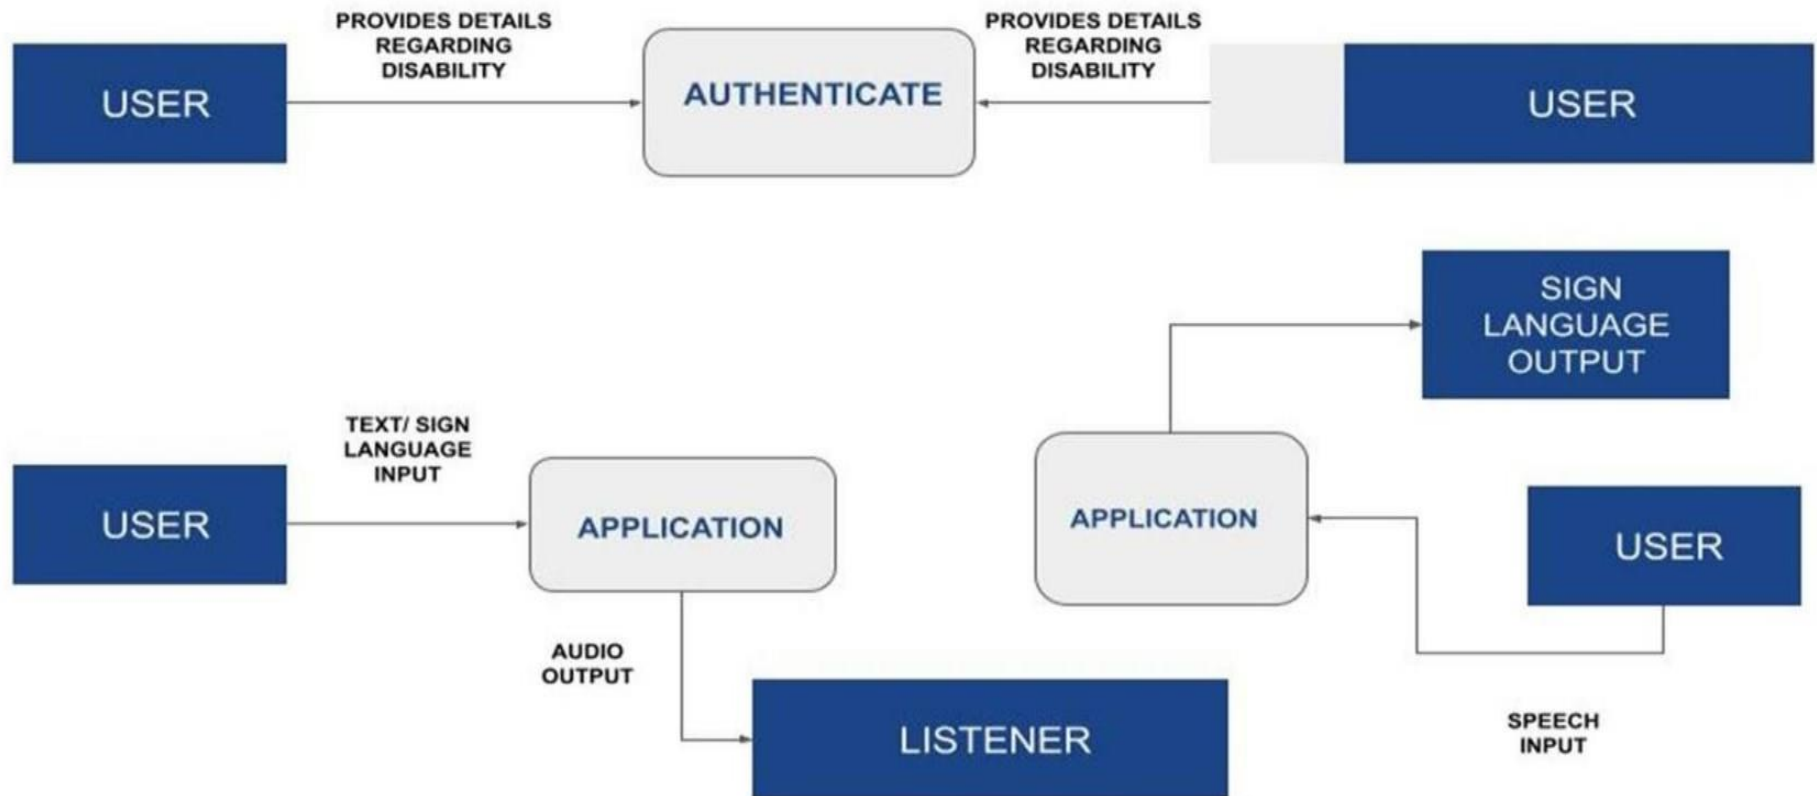 PROVIDES DETAILS
REGARDING
DISABILITY
PROVIDES DETAILS
REGARDING
DISABILITY
USER
AUTHENTICATE
USER
SIGN
LANGUAGE
OUTPUT
TEXT/ SIGN
LANGUAGE
INPUT
USER
APPLICATION
APPLICATION
USER
AUDIO
OUTPUT
LISTENER
SPEECH
INPUT